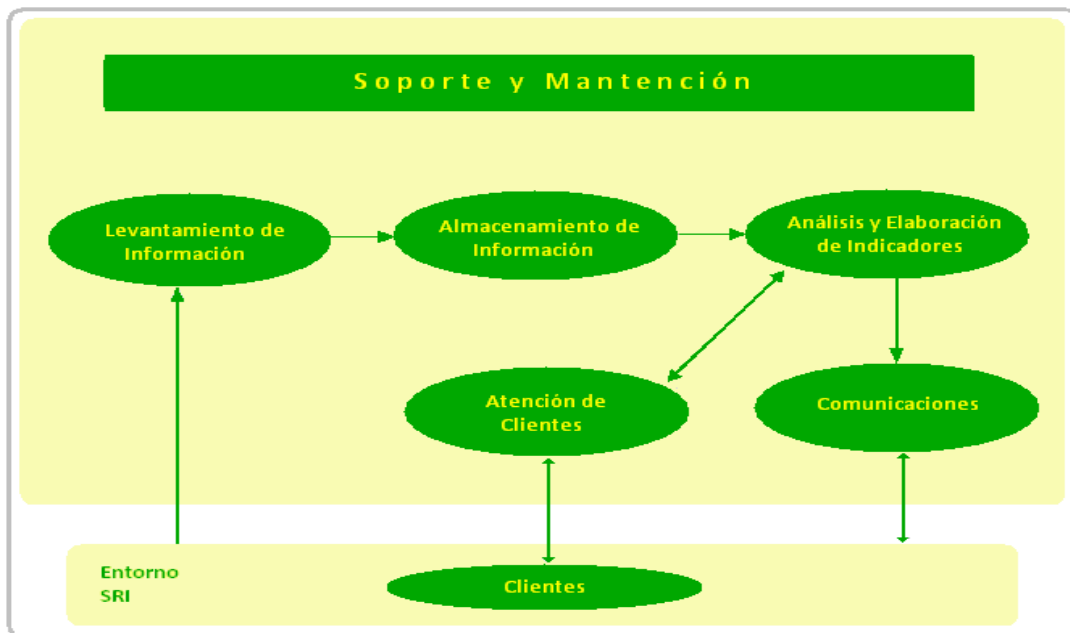 Soporte y Mantención
Levantamiento de
Información
Almacenamiento de
Información
Análisis y Elaboración
de Indicadores
Atención de
Clientes
Comunicaciones
Entorno
SRI
Clientes